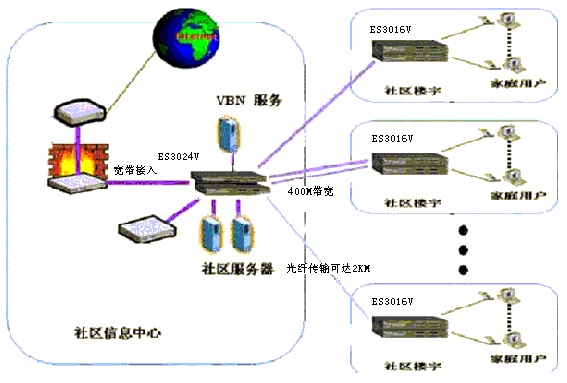 Internet
VBN 服务
ES3024V
宽带接入
400M带宽
社区服务器
光纤传输可达2KM
社区信息中心
ES3016V
社区楼宇
家庭用户
ES3016V
社区楼宇
家庭用户
ES3016V
社区楼宇
家庭用户